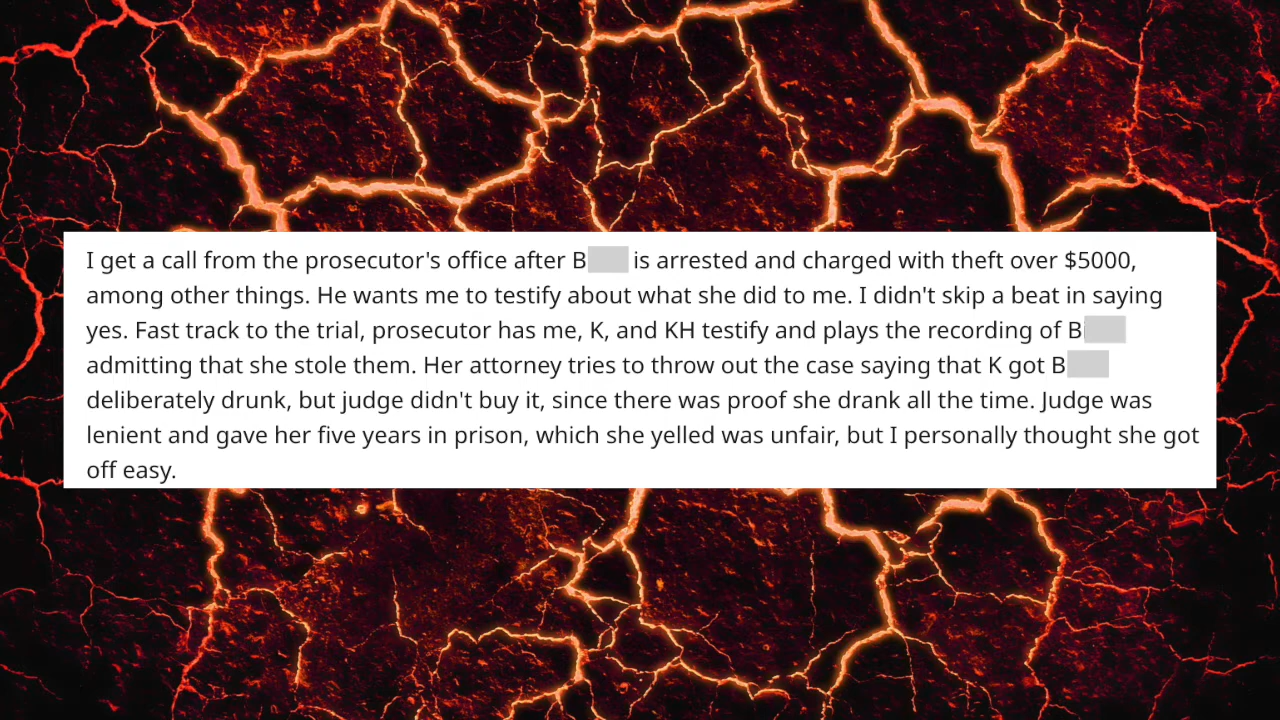 I get a call from the prosecutor's office after B is arrested and charged with theft over $5000,
among other things. He wants me to testify about what she did to me. I didn't skip a beat in saying
yes. Fast track to the trial, prosecutor has me, K, and KH testify and plays the recording of B
admitting that she stole them. Her attorney tries to throw out the case saying that K got B
deliberately drunk, but judge didn't buy it, since there was proof she drank all the time. Judge was
lenient and gave her five years in prison, which she yelled was unfair, but I personally thought she got
off easy.